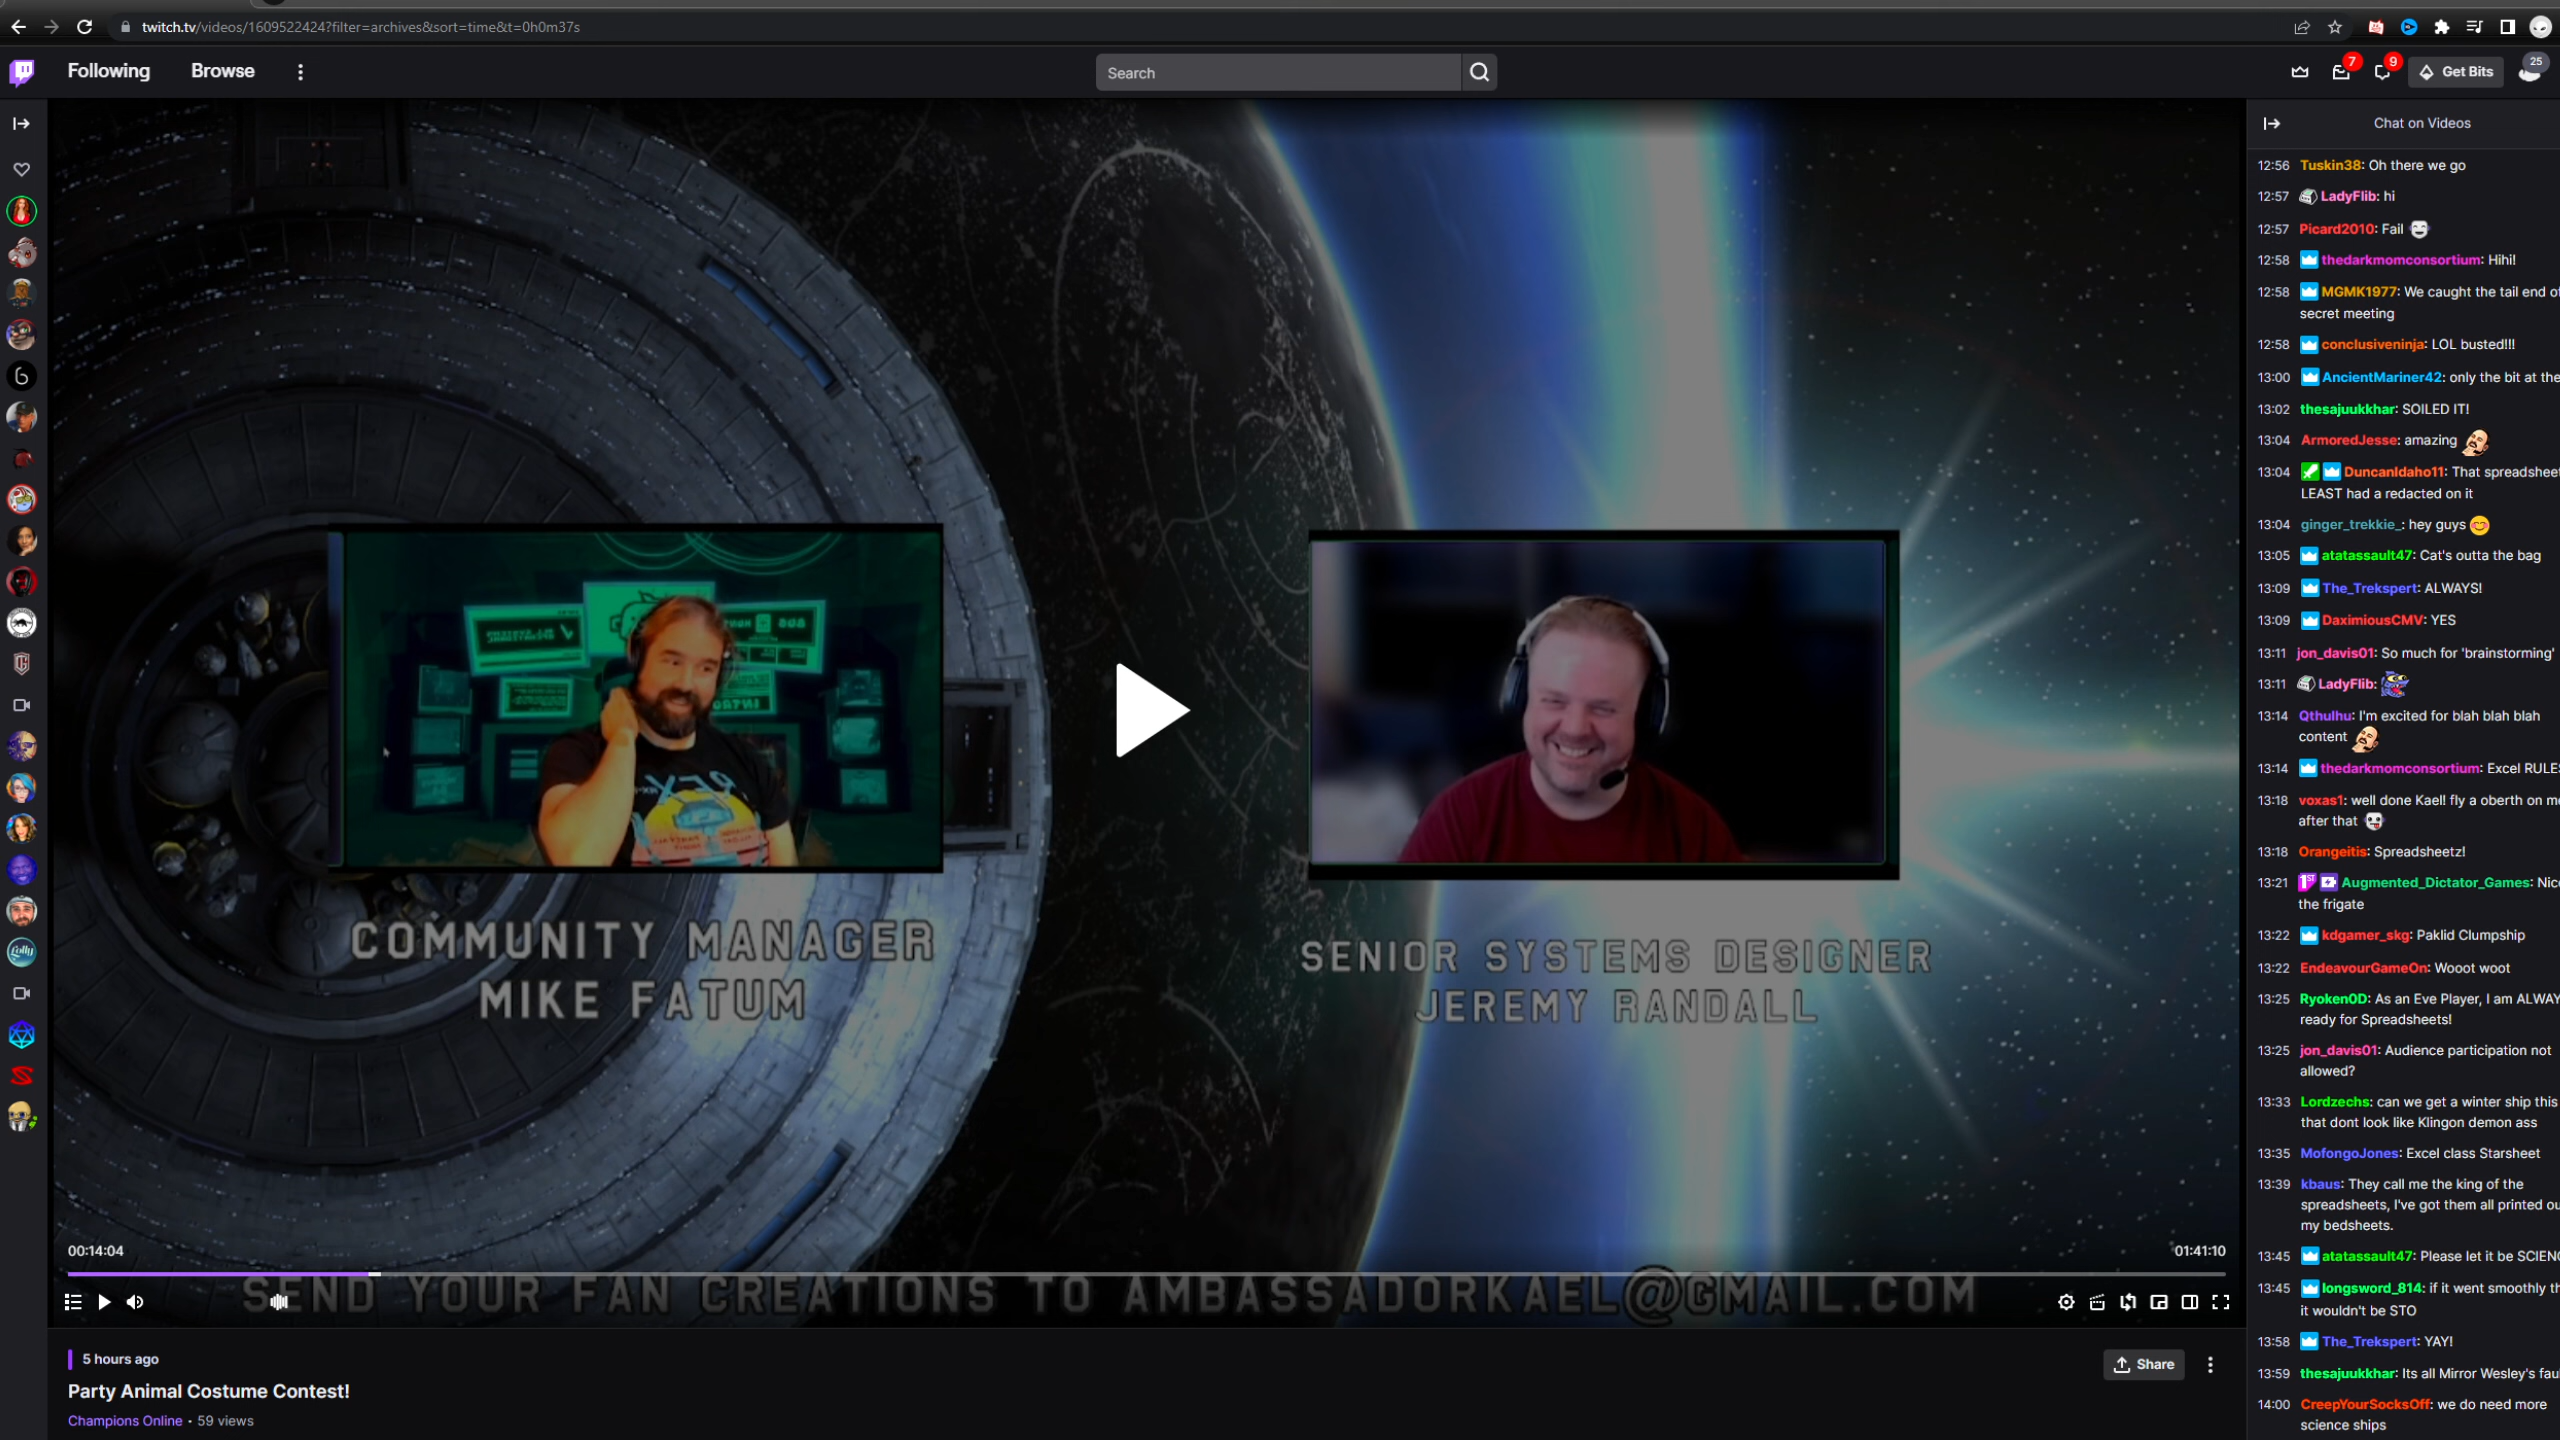 twitch.tv/videos/1609522424?filter=archives&sort=time&t=0h0m37s
Following Browse
Search
7
9
Get Bits
25
Chat on Videos
12:56 Tuskin38: Oh there we go
12:57 LadyFlib: hi
12:57 Picard2010: Fail
12:58 thedarkmomconsortium: Hihi!
12:58 MGMK1977: We caught the tail end of
secret meeting
12:58 conclusiveninja: LOL busted!!!
13:00 AncientMariner42: only the bit at the
13:02 thesajuukkhar: SOILED IT!
13:04 ArmoredJesse: amazing
13:04 DuncanIdaho11: That spreadsheet
LEAST had a redacted on it
13:04 ginger_trekkie_: hey guys
13:05 atatassault47: Cat's outta the bag
13:09 The_Trekspert: ALWAYS!
13:09 DaximiousCMV: YES
13:11 jon_davis01: So much for 'brainstorming'
13:11 LadyFlib:
13:14 Qthulhu: I'm excited for blah blah blah
content
13:14 thedarkmomconsortium: Excel RULES
13:18 voxas1: well done Kael! fly a oberth on me
after that
13:18 Orangeitis: Spreadsheetz!
13:21 1ST Augmented_Dictator_Games: Nice
the frigate
13:22 kdgamer_skg: Paklid Clumpship
13:22 EndeavourGameOn: Wooot woot
13:25 Ryoken0D: As an Eve Player, I am ALWAY
ready for Spreadsheets!
13:25 jon_davis01: Audience participation not
allowed?
13:33 Lordzechs: can we get a winter ship this
that dont look like Klingon demon ass
13:35 MofongoJones: Excel class Starsheet
13:39 kbaus: They call me the king of the
spreadsheets, I've got them all printed ou
my bedsheets.
13:45 atatassault47: Please let it be SCIENC
13:45 longsword_814: if it went smoothly th
it wouldn't be STO
13:58 The_Trekspert: YAY!
13:59 thesajuukkhar: Its all Mirror Wesley's fau
14:00 CreepYourSocksOff: we do need more
science ships
COMMUNITY MANAGER
MIKE FATUM
SENIOR SYSTEMS DESIGNER
JEREMY RANDALL
00:14:04
01:41:10
SEND YOUR FAN CREATIONS TO AMBASSADORKAEL@GMAIL.COM
5 hours ago
Share
Party Animal Costume Contest!
Champions Online • 59 views